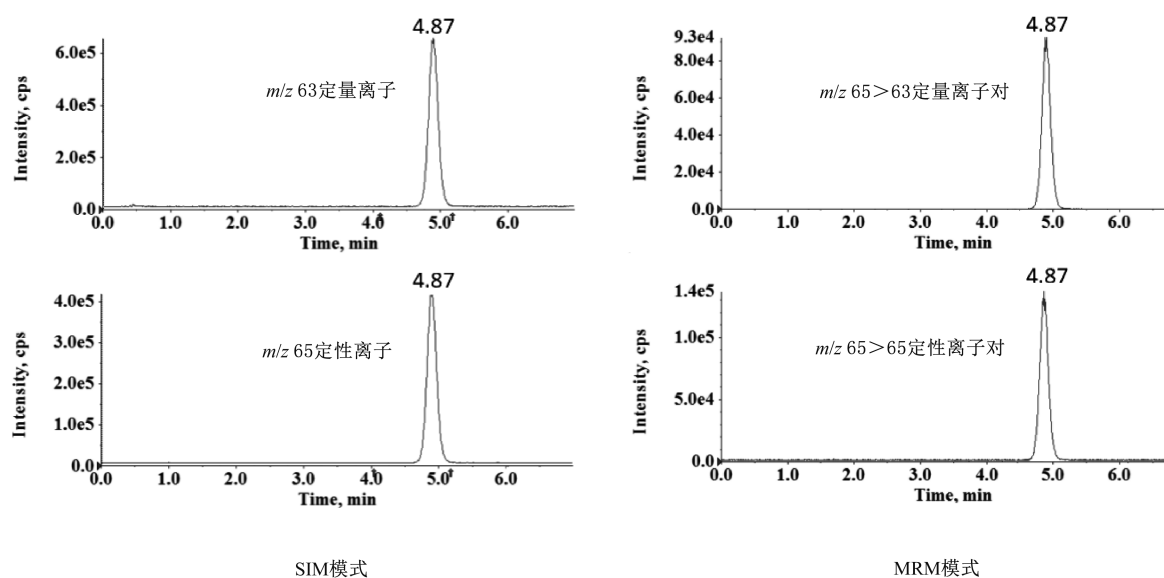 4.87
6.0e5
4.0e5
2.0e5
0.0
Intensity, cps
m/z 63定量离子
0.0 1.0 2.0 3.0 4.0 5.0 6.0
Time, min
4.87
9.3e4
8.0e4
6.0e4
4.0e4
2.0e4
0.0
Intensity, cps
m/z 65>63定量离子对
0.0 1.0 2.0 3.0 4.0 5.0 6.0
Time, min
4.87
4.0e5
3.0e5
2.0e5
1.0e5
0.0
Intensity, cps
m/z 65定性离子
0.0 1.0 2.0 3.0 4.0 5.0 6.0
Time, min
4.87
1.4e5
1.0e5
5.0e4
0.0
Intensity, cps
m/z 65>65定性离子对
0.0 1.0 2.0 3.0 4.0 5.0 6.0
Time, min
SIM模式
MRM模式